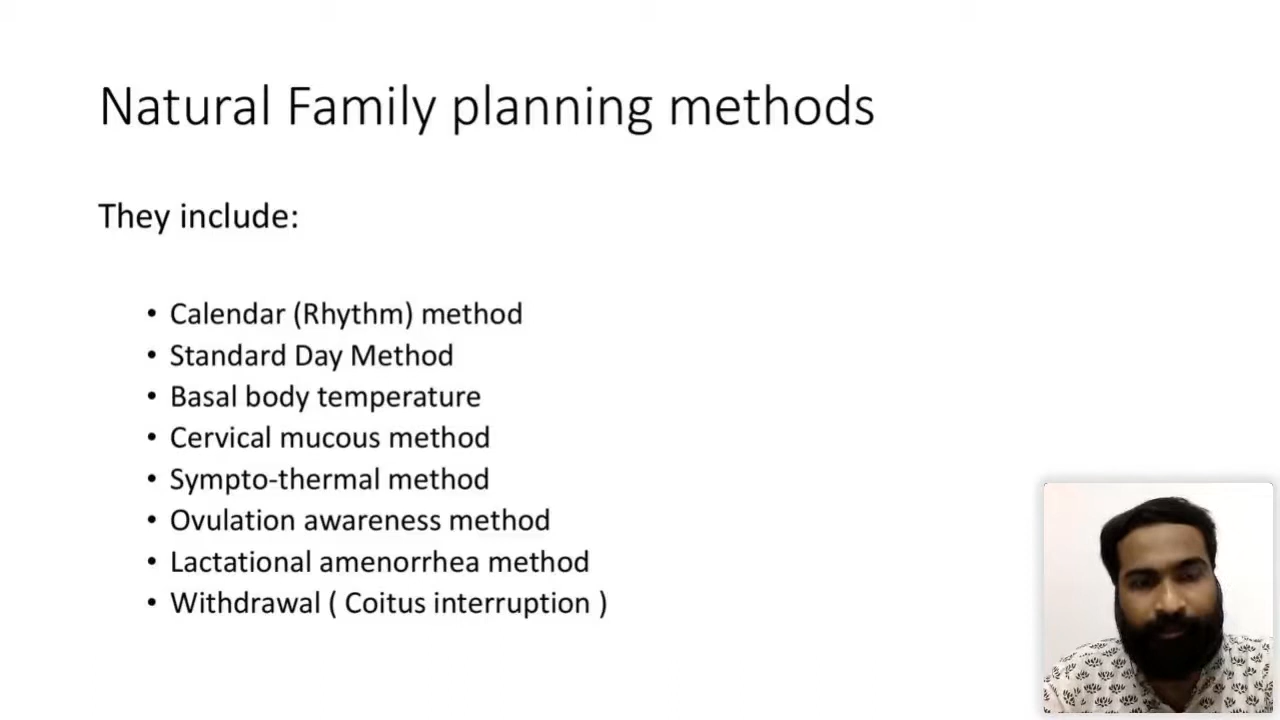 Natural Family planning methods
They include:
• Calendar (Rhythm) method
• Standard Day Method
• Basal body temperature
• Cervical mucous method
• Sympto-thermal method
• Ovulation awareness method
• Lactational amenorrhea method
• Withdrawal ( Coitus interruption )